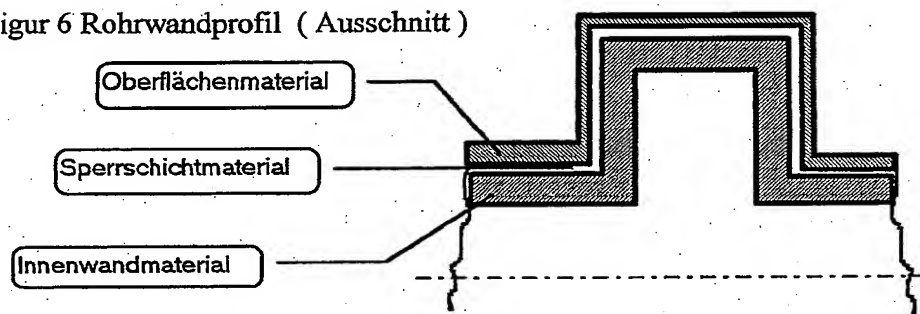 igur 6 Rohrwandprofil ( Ausschnitt )
Oberflächenmaterial
Sperrschichtmaterial
Innenwandmaterial